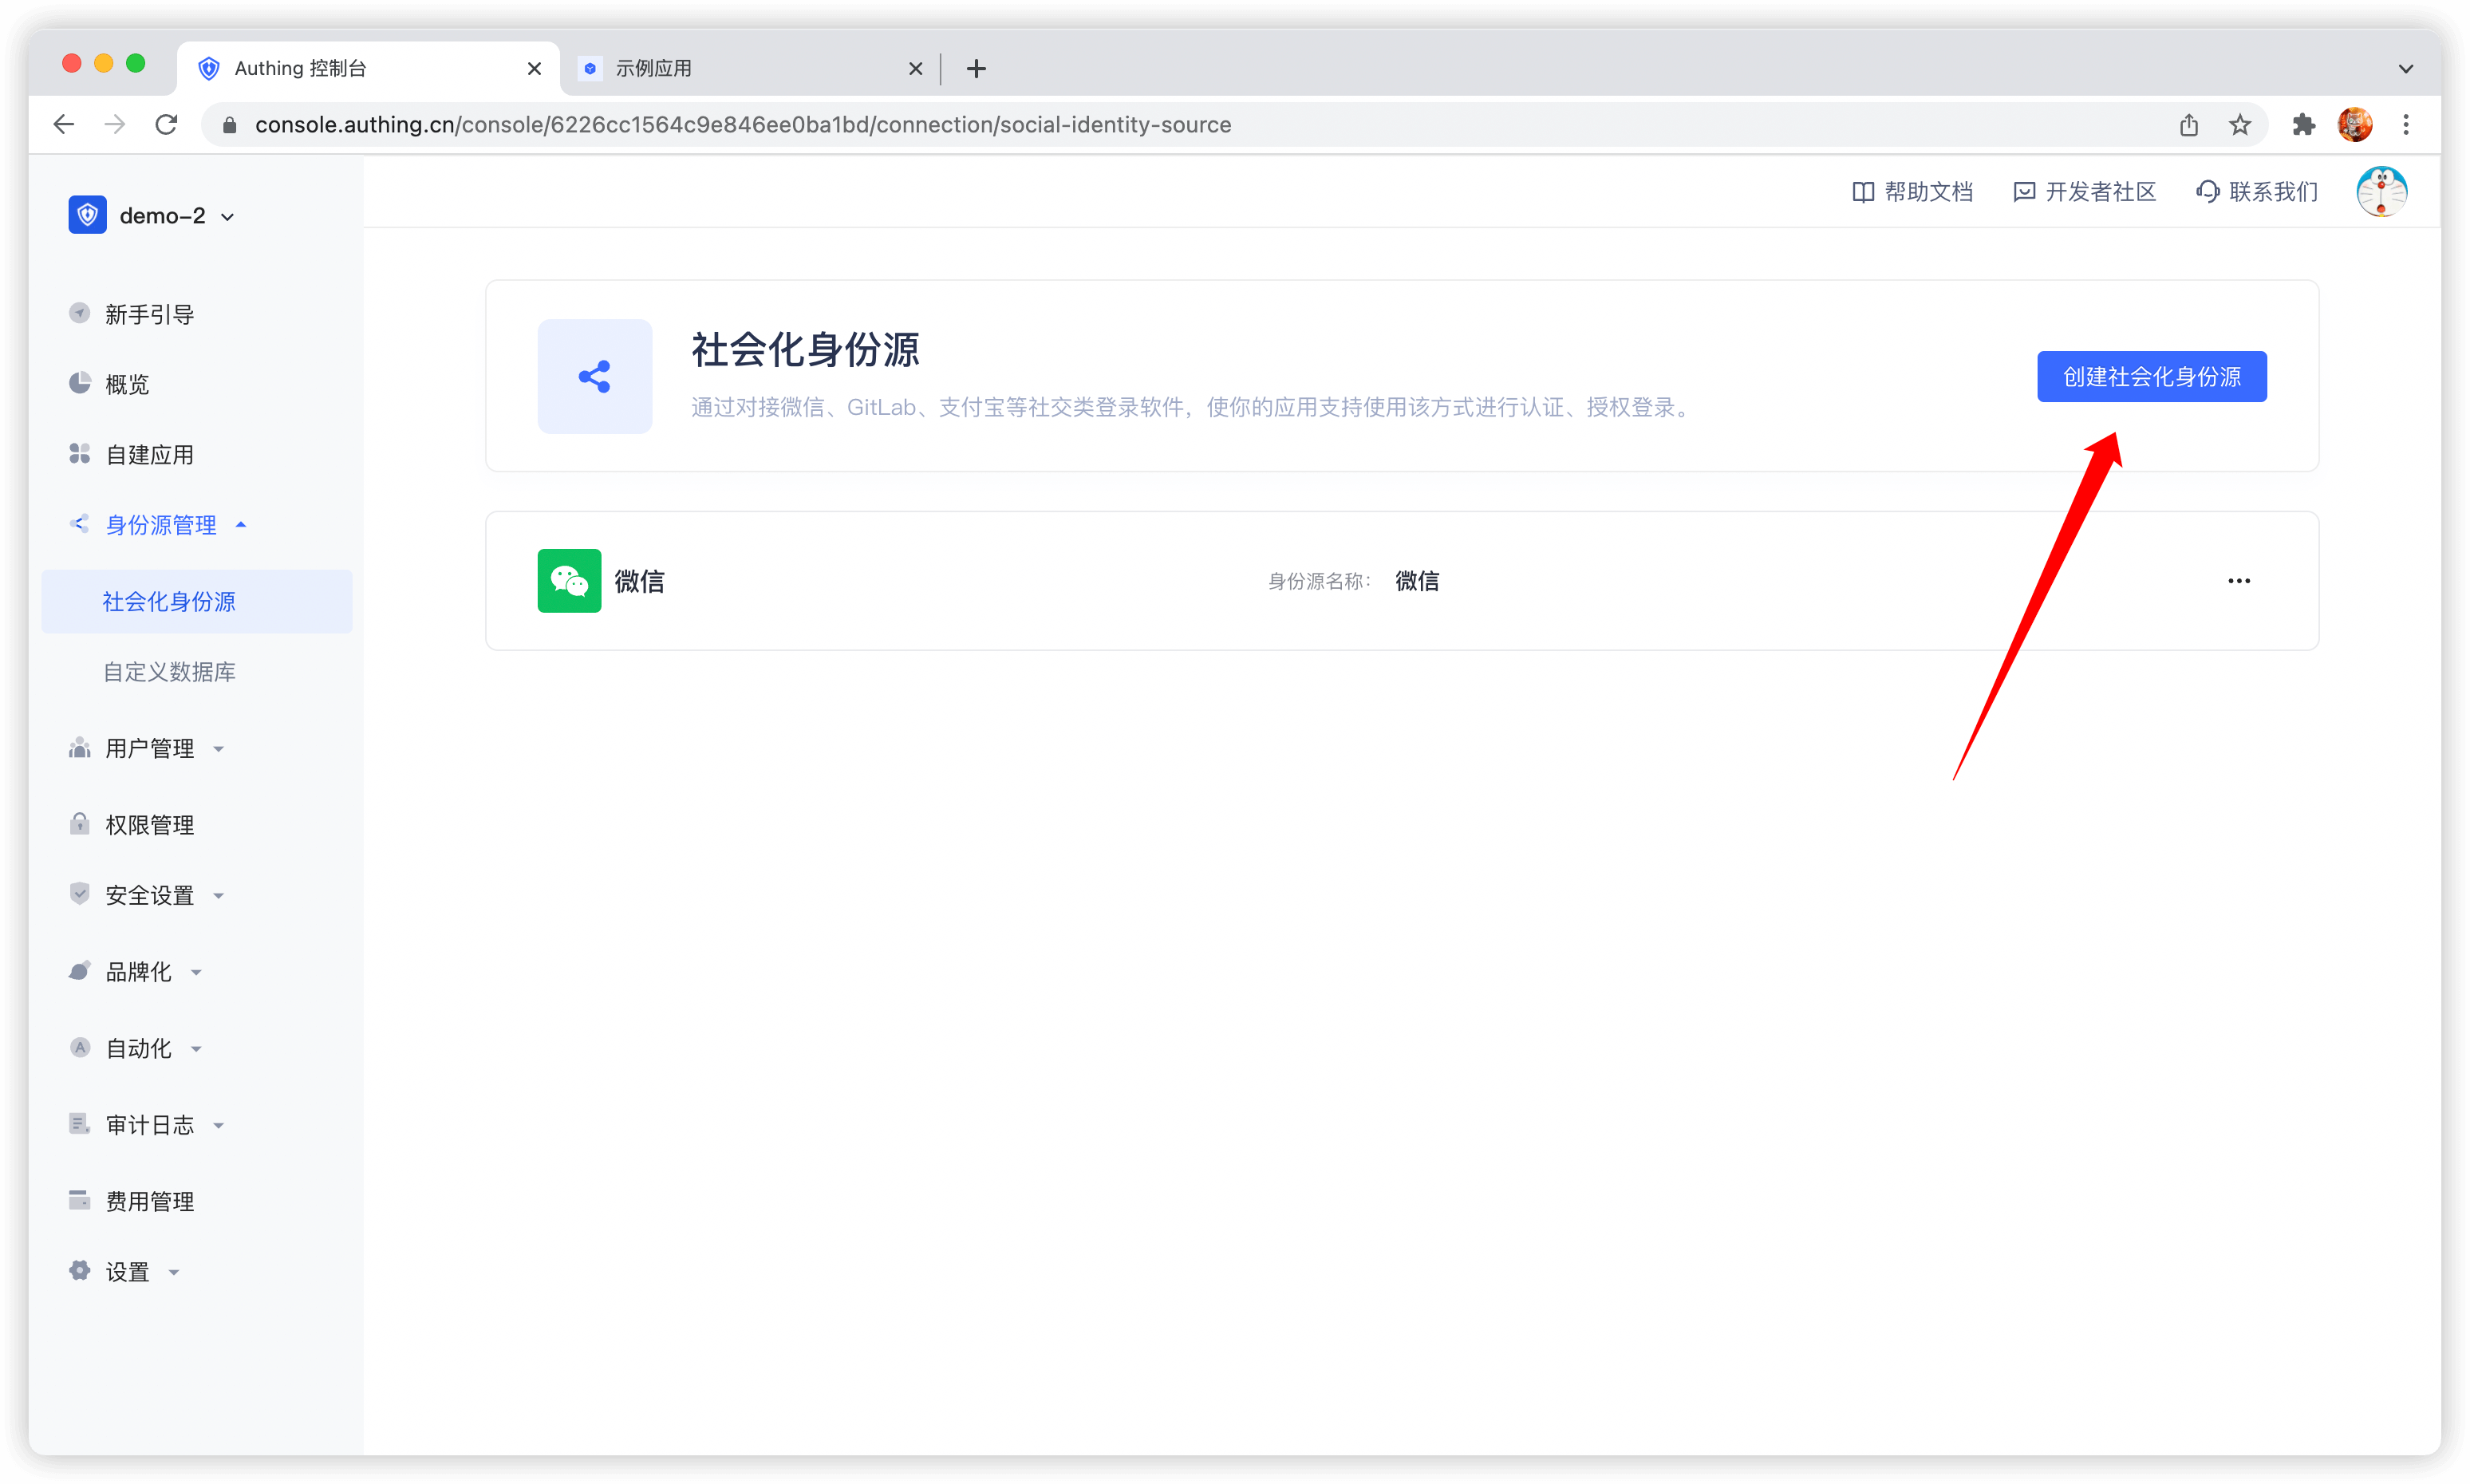 Authing 控制台
示例应用
console.authing.cn/console/6226cc1564c9e846ee0ba1bd/connection/social-identity-source
demo-2
帮助文档
开发者社区
联系我们
新手引导
概览
自建应用
身份源管理
社会化身份源
自定义数据库
用户管理
权限管理
安全设置
品牌化
自动化
审计日志
费用管理
设置
社会化身份源
通过对接微信、GitLab、支付宝等社交类登录软件，使你的应用支持使用该方式进行认证、授权登录。
创建社会化身份源
微信
身份源名称： 微信